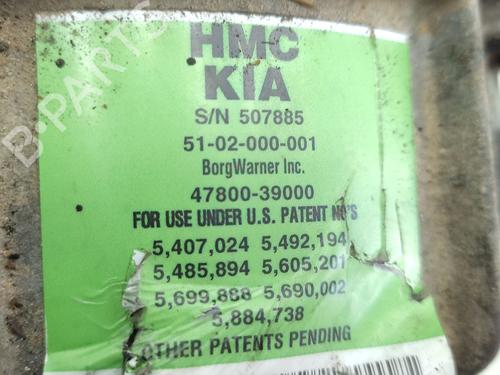 HMC
KIA
S/N 507885
51-02-000-001
BorgWarner Inc.
47800-39000
FOR USE UNDER U.S. PATENT NO'S
5,407,024 5,492,194
5,485,894 5,605,201
5,699,888 5,690,002
5,884,738
OTHER PATENTS PENDING
B-PARTS